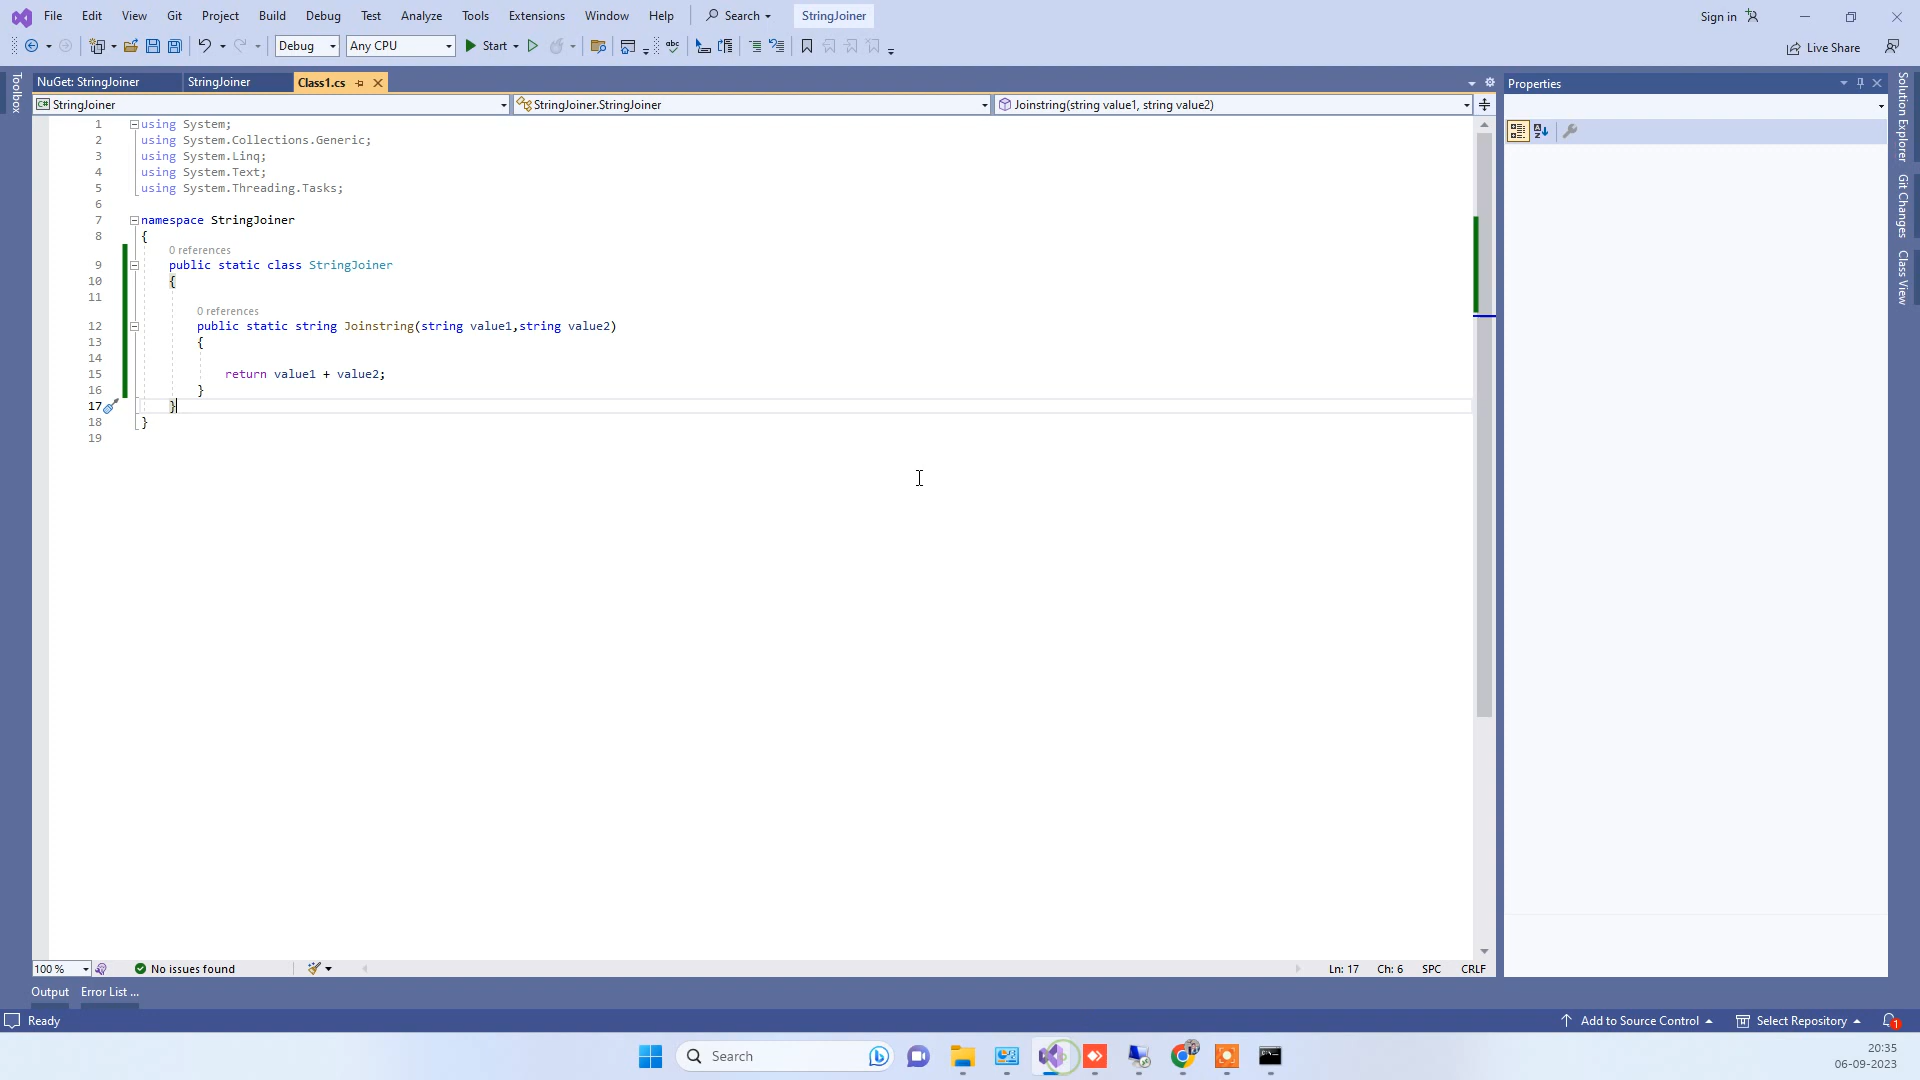 File Edit View Git Project Build Debug Test Analyze Tools Extensions Window Help Search StringJoiner Sign in
Debug Any CPU Start Live Share
Toolbox
NuGet: StringJoiner StringJoiner Class1.cs
StringJoiner StringJoiner.StringJoiner Joinstring(string value1, string value2)
1 using System;
2 using System.Collections.Generic;
3 using System.Linq;
4 using System.Text;
5 using System.Threading.Tasks;
6
7 namespace StringJoiner
8 {
0 references
9 public static class StringJoiner
10 {
11
0 references
12 public static string Joinstring(string value1,string value2)
13 {
14
15 return value1 + value2;
16 }
17 }
18 }
19
Properties
Solution Explorer
Git Changes
Class View
100 % No issues found Ln: 17 Ch: 6 SPC CRLF
Output Error List ...
Ready Add to Source Control Select Repository 1
Search
20:35
06-09-2023